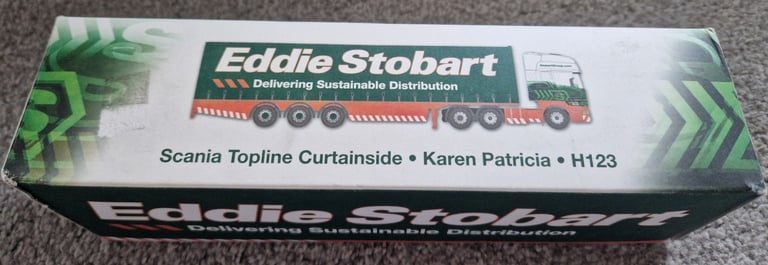 Eddie Stobart
Delivering Sustainable Distribution
Scania Topline Curtainside • Karen Patricia • H123
Eddie Stobart
Delivering Sustainable Distribution